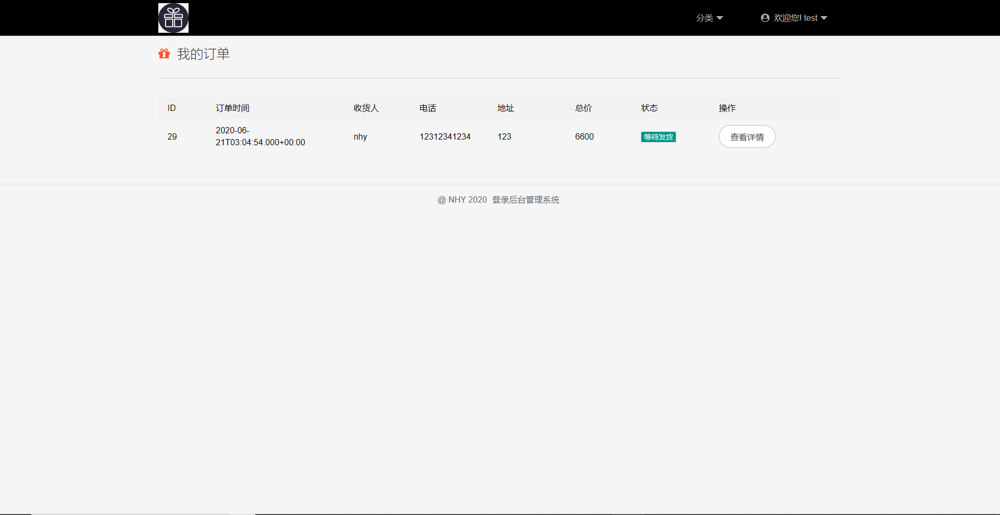 分类 欢迎您! test
我的订单
ID 订单时间 收货人 电话 地址 总价 状态 操作
29 2020-06-21T03:04:54.000+00:00 nhy 12312341234 123 6600 等待发货 查看详情
@ NHY 2020 登录后台管理系统